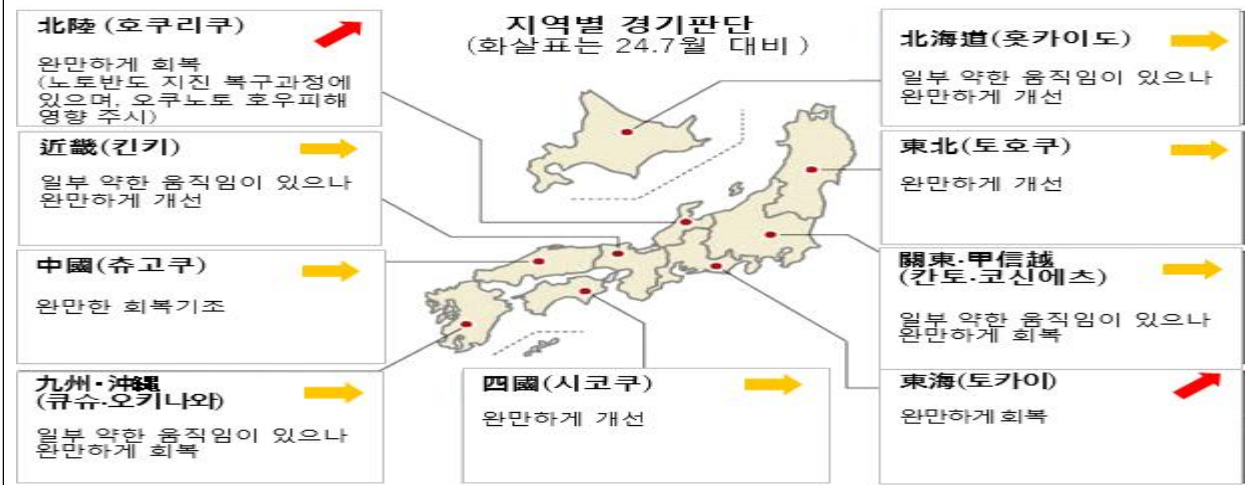 지역별 경기판단
(화살표는 24.7월 대비 )
北陸 (호쿠리쿠)
완만하게 회복
(노토반도 지진 복구과정에
있으며, 오쿠노토 호우피해
영향 주시)
近畿(킨키)
일부 약한 움직임이 있으나
완만하게 개선
中國(츄고쿠)
완만한 회복기조
九州·沖繩
(큐슈·오키나와)
일부 약한 움직임이 있으나
완만하게 회복
四國(시코쿠)
완만하게 개선
北海道(홋카이도)
일부 약한 움직임이 있으나
완만하게 개선
東北(토호쿠)
완만하게 개선
關東·甲信越
(칸토·코신에츠)
일부 약한 움직임이 있으나
완만하게 회복
東海(토카이)
완만하게 회복